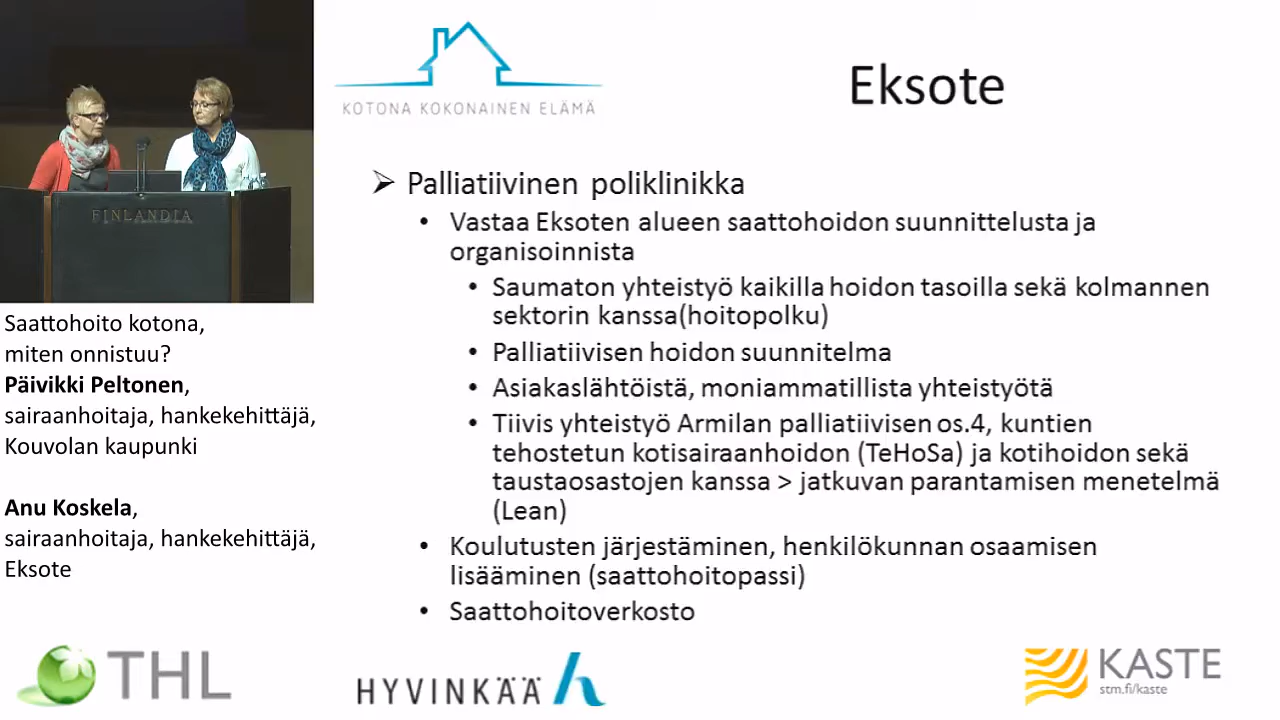 FINLANDIA
Saattohoito kotona,
miten onnistuu?
Päivikki Peltonen,
sairaanhoitaja, hankekehittäjä,
Kouvolan kaupunki
Anu Koskela,
sairaanhoitaja, hankekehittäjä,
Eksote
KOTONA KOKONAINEN ELÄMÄ
Eksote
Palliatiivinen poliklinikka
Vastaa Eksoten alueen saattohoidon suunnittelusta ja
organisoinnista
Saumaton yhteistyö kaikilla hoidon tasoilla sekä kolmannen
sektorin kanssa(hoitopolku)
Palliatiivisen hoidon suunnitelma
Asiakaslähtöistä, moniammatillista yhteistyötä
Tiivis yhteistyö Armilan palliatiivisen os.4, kuntien
tehostetun kotisairaanhoidon (TeHoSa) ja kotihoidon sekä
taustaosastojen kanssa > jatkuvan parantamisen menetelmä
(Lean)
Koulutusten järjestäminen, henkilökunnan osaamisen
lisääminen (saattohoitopassi)
Saattohoitoverkosto
THL
HYVINKÄÄ
KASTE
stm.fi/kaste